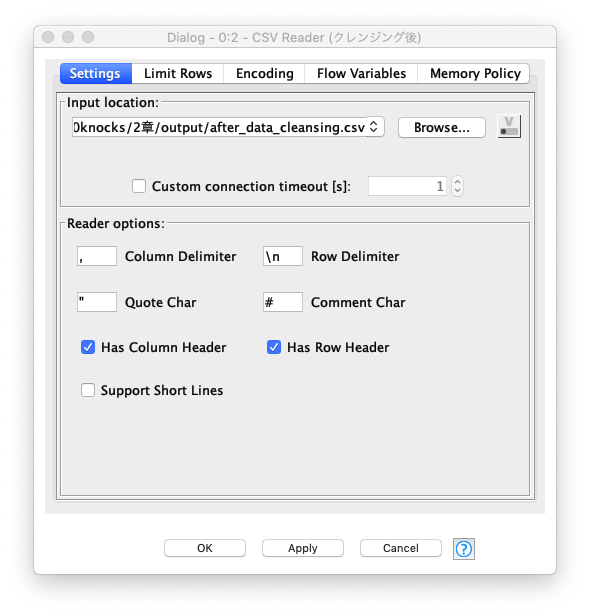 Dialog - 0:2 - CSV Reader (クレンジング後)
Settings Limit Rows Encoding Flow Variables Memory Policy
Input location:
0knocks/2章/output/after_data_cleansing.csv Browse... V
Custom connection timeout [s]: 1
Reader options:
, Column Delimiter \n Row Delimiter
" Quote Char # Comment Char
Has Column Header Has Row Header
Support Short Lines
OK Apply Cancel ?